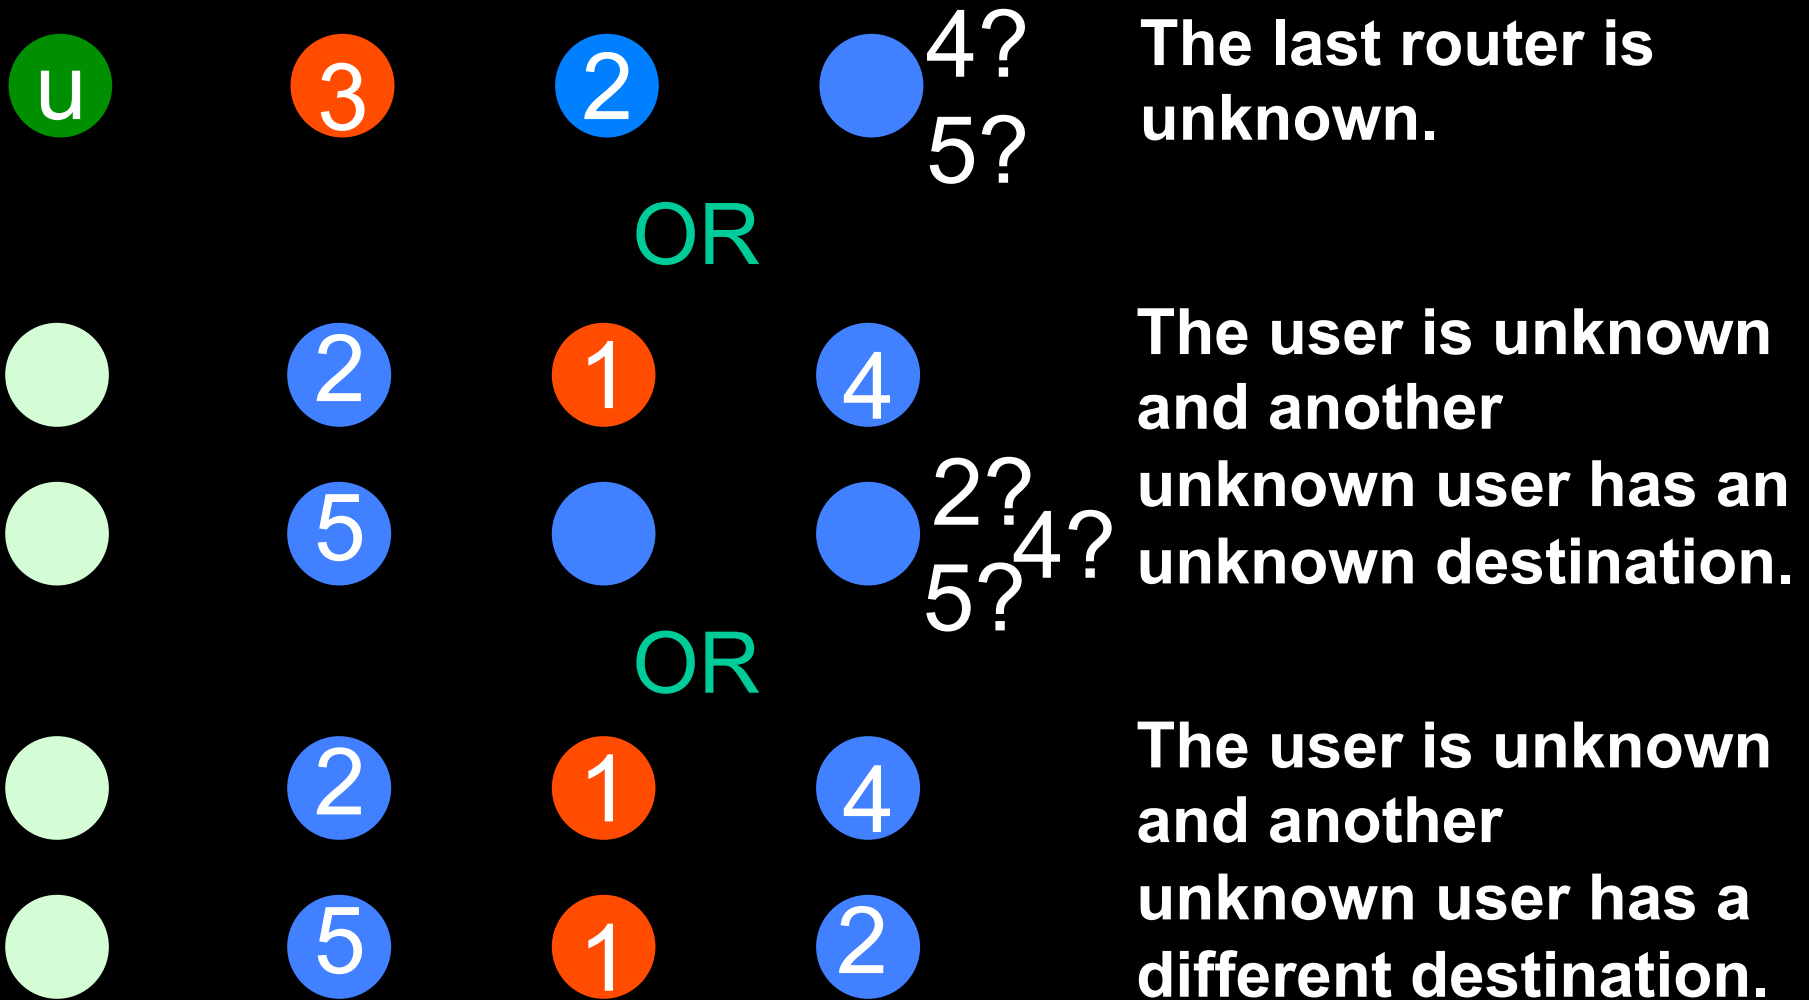 u 3 2 4?
5?
The last router is
unknown.
OR
2 1 4
5 2?
4?
5?
The user is unknown
and another
unknown user has an
unknown destination.
OR
2 1 4
5 1 2
The user is unknown
and another
unknown user has a
different destination.